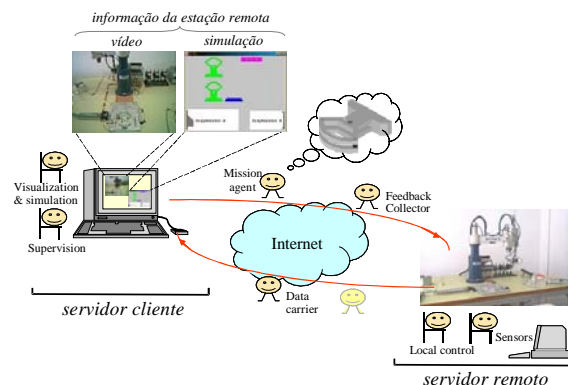 informação da estação remota
vídeo
simulação
Mission
agent
Feedback
Collector
Visualization
& simulation
Supervision
Internet
Data
carrier
servidor cliente
Sensors
Local control
servidor remoto